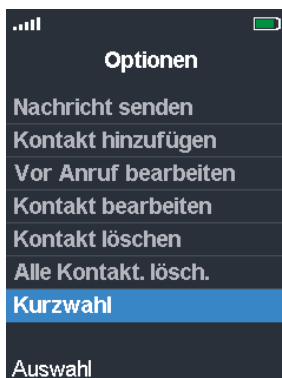 Optionen
Nachricht senden
Kontakt hinzufügen
Vor Anruf bearbeiten
Kontakt bearbeiten
Kontakt löschen
Alle Kontakt. lösch.
Kurzwahl
Auswahl